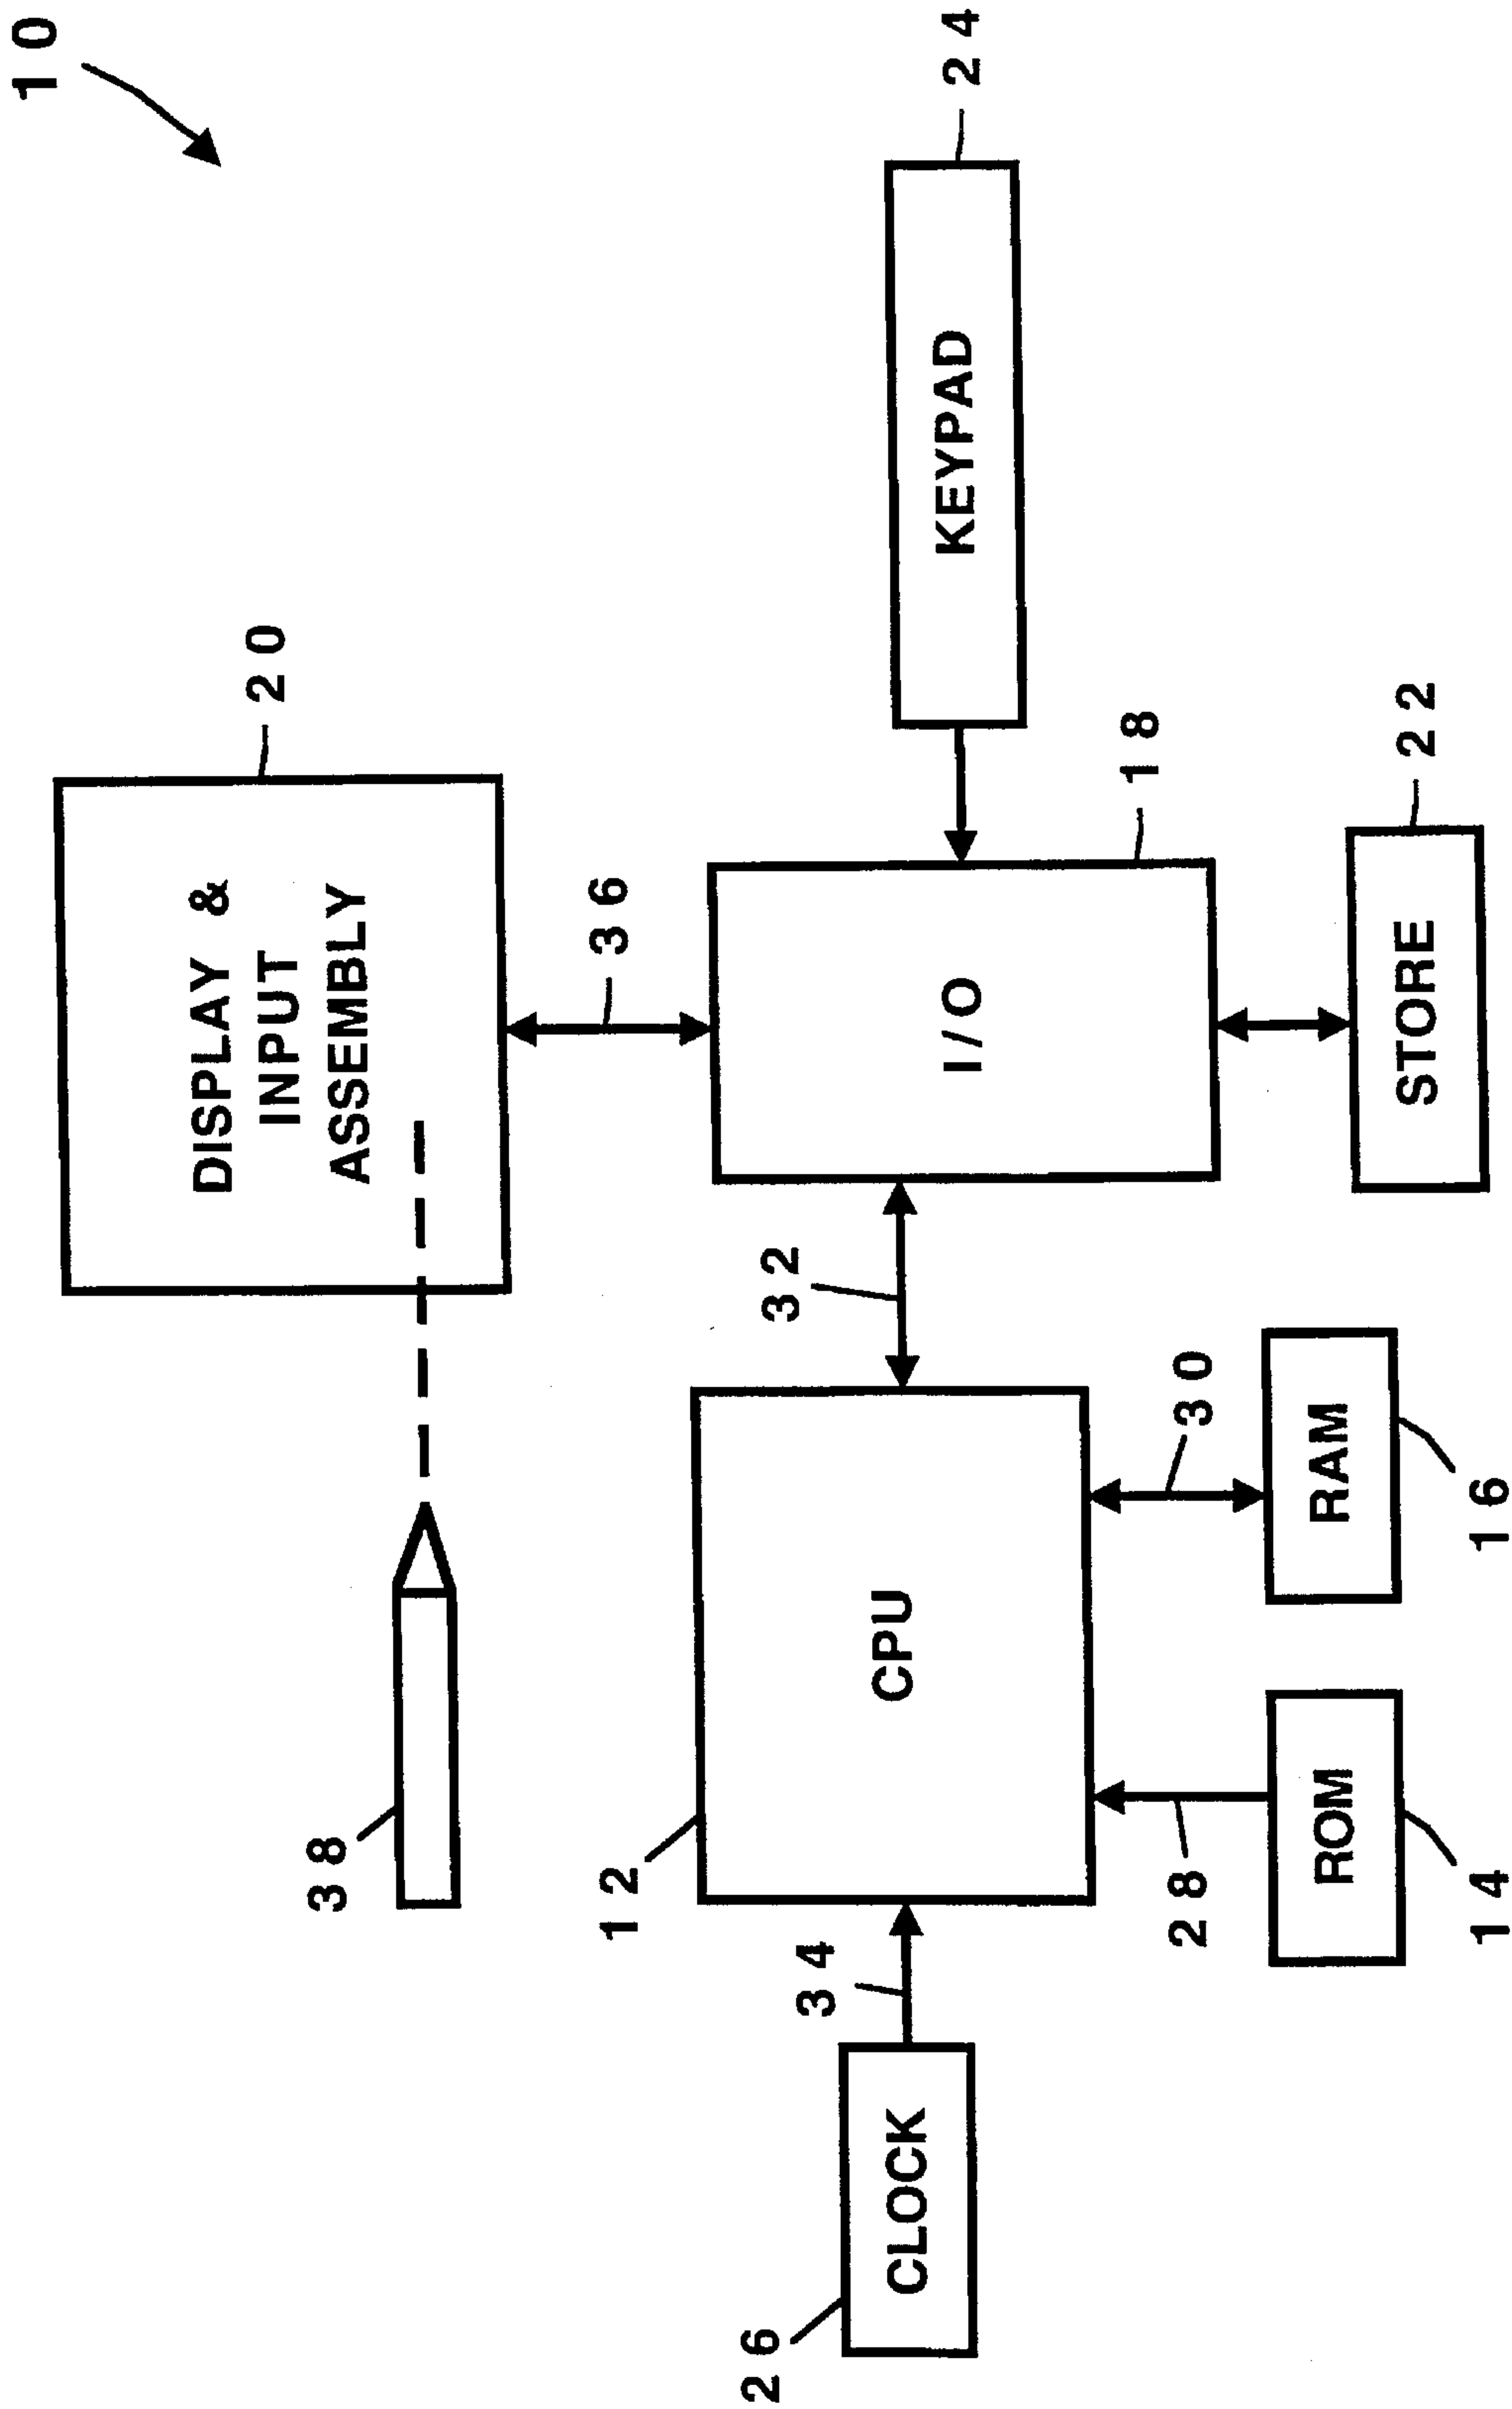 10
DISPLAY &
INPUT
ASSEMBLY
20
38
36
12
32
34
26
CLOCK
CPU
I/O
KEYPAD
24
18
28
30
ROM
RAM
STORE
22
14
16